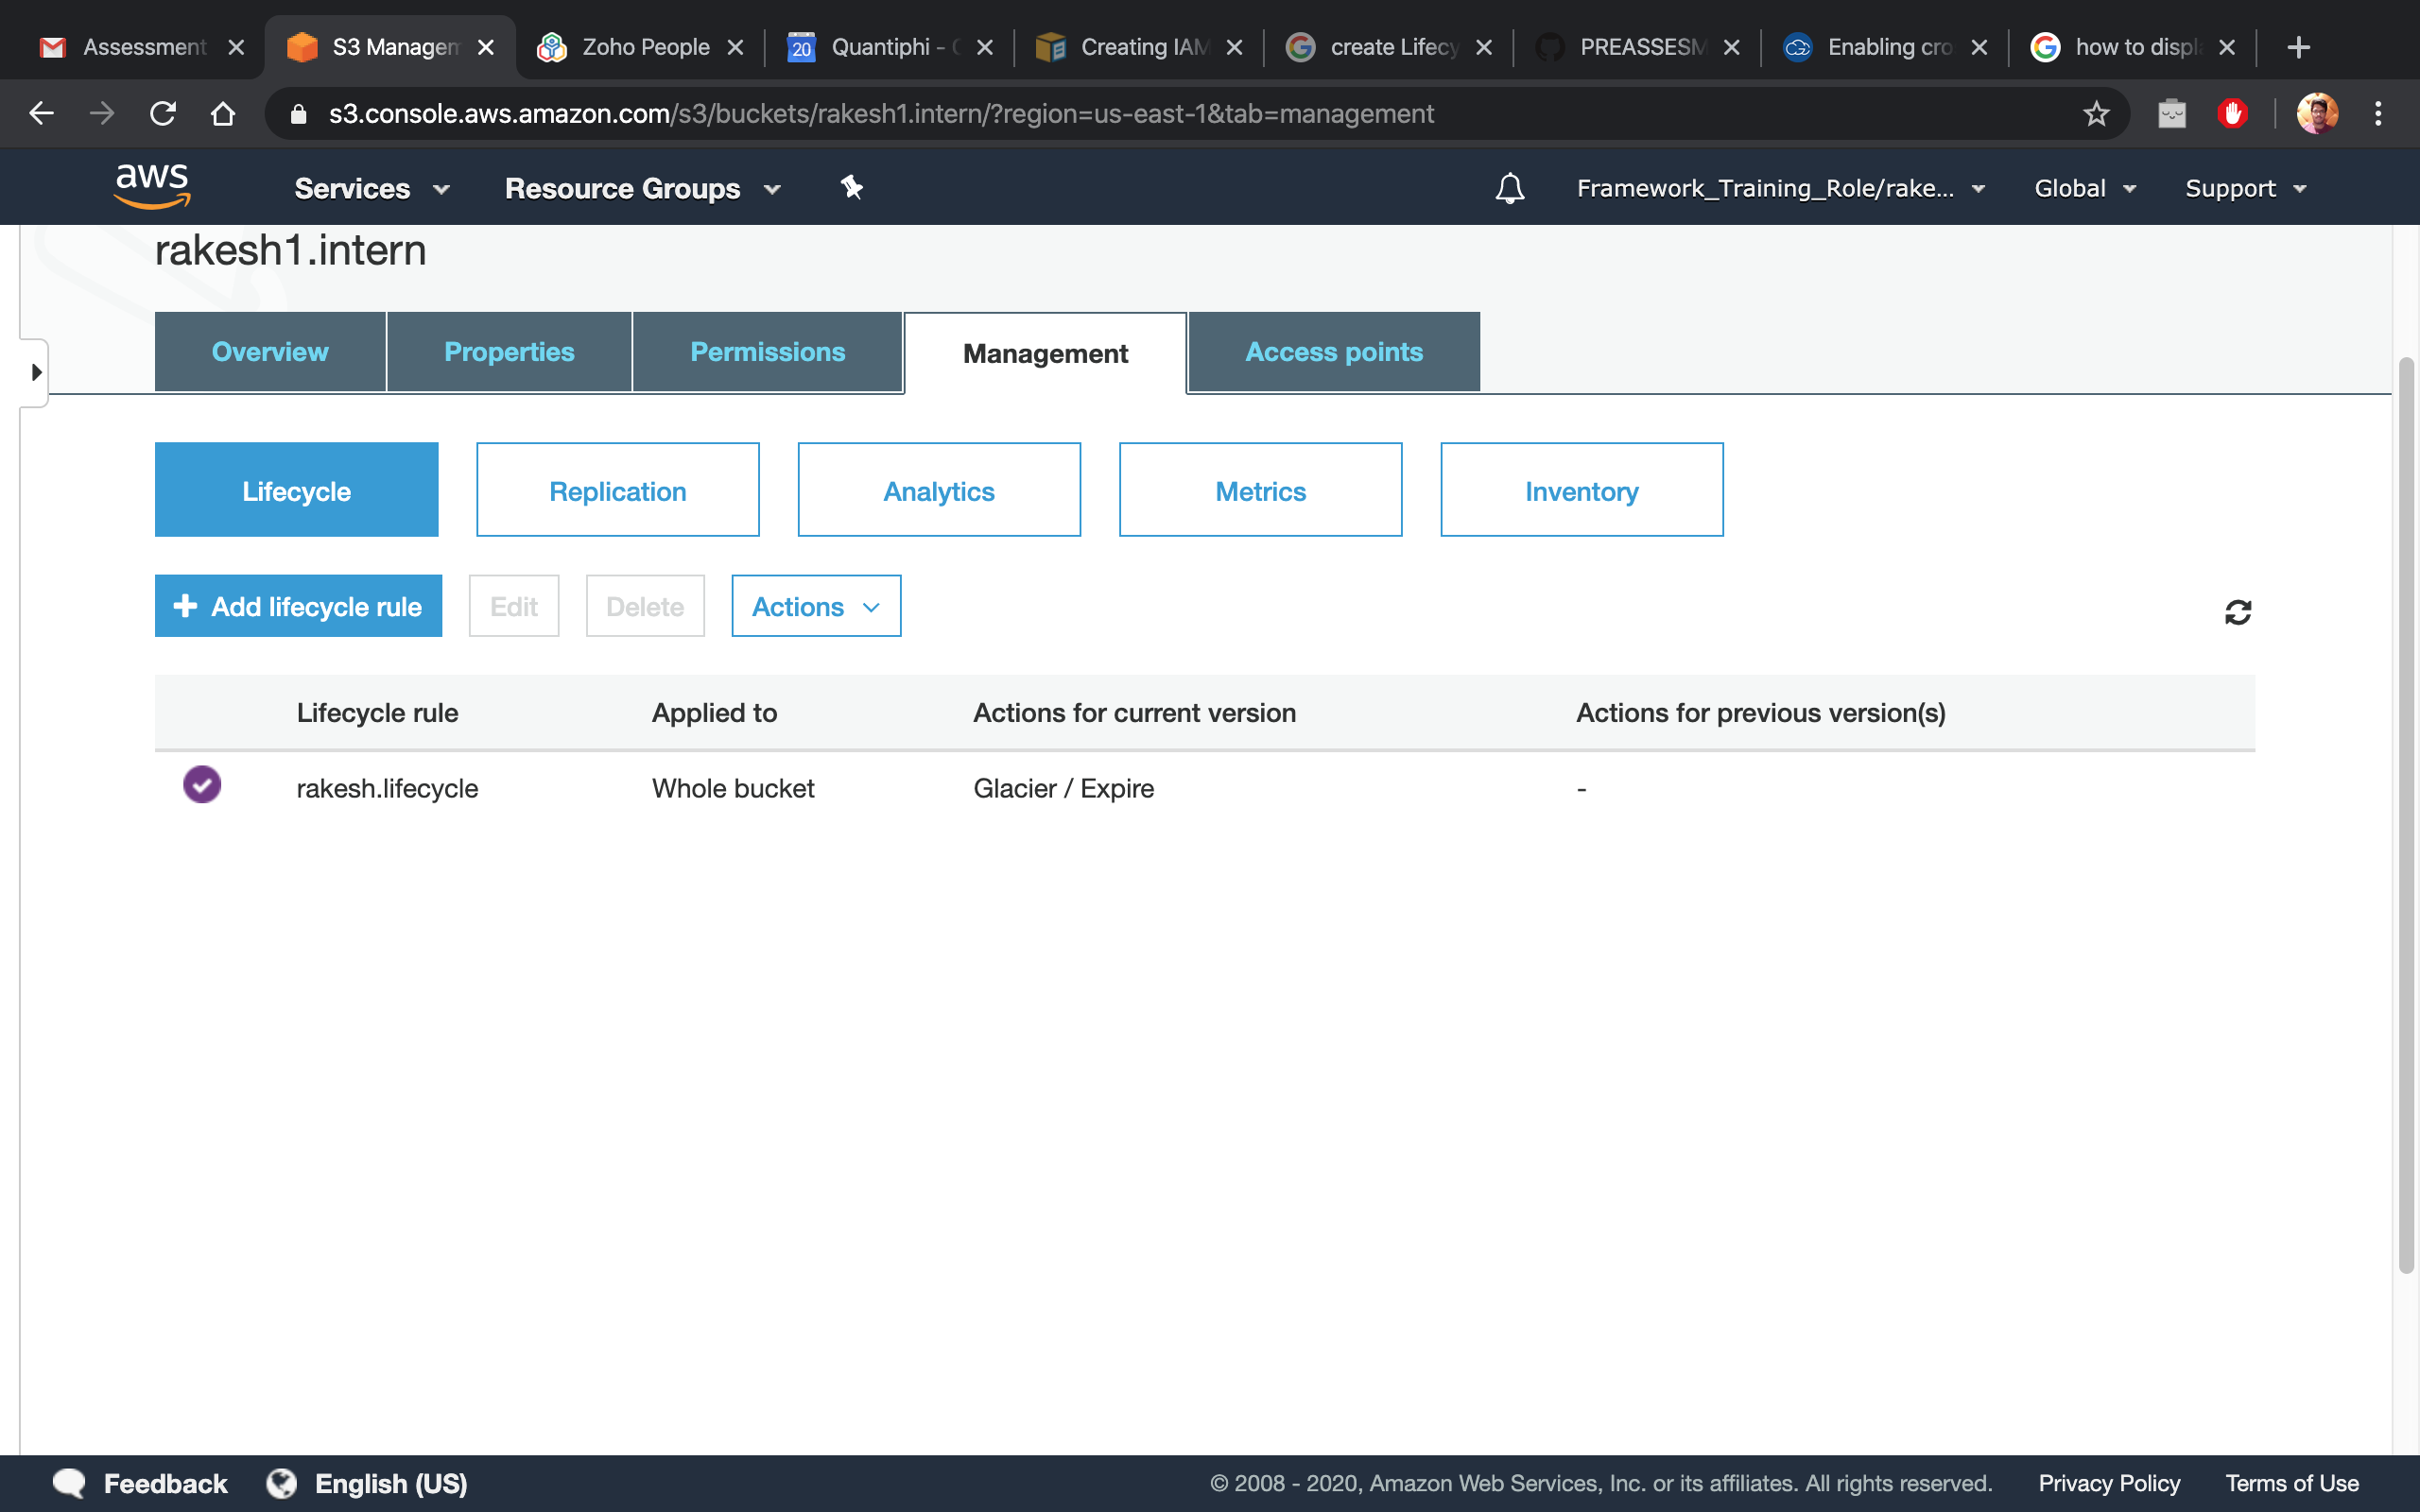 Assessment
S3 Managem
Zoho People
20
Quantiphi -
Creating IAM
create Lifecy
PREASSESM
Enabling cro
how to displa
s3.console.aws.amazon.com/s3/buckets/rakesh1.intern/?region=us-east-1&tab=management
aws
Services
Resource Groups
Framework_Training_Role/rake...
Global
Support
rakesh1.intern
Overview
Properties
Permissions
Management
Access points
Lifecycle
Replication
Analytics
Metrics
Inventory
Add lifecycle rule
Edit
Delete
Actions
Lifecycle rule
Applied to
Actions for current version
Actions for previous version(s)
rakesh.lifecycle
Whole bucket
Glacier / Expire
-
Feedback
English (US)
© 2008 - 2020, Amazon Web Services, Inc. or its affiliates. All rights reserved.
Privacy Policy
Terms of Use